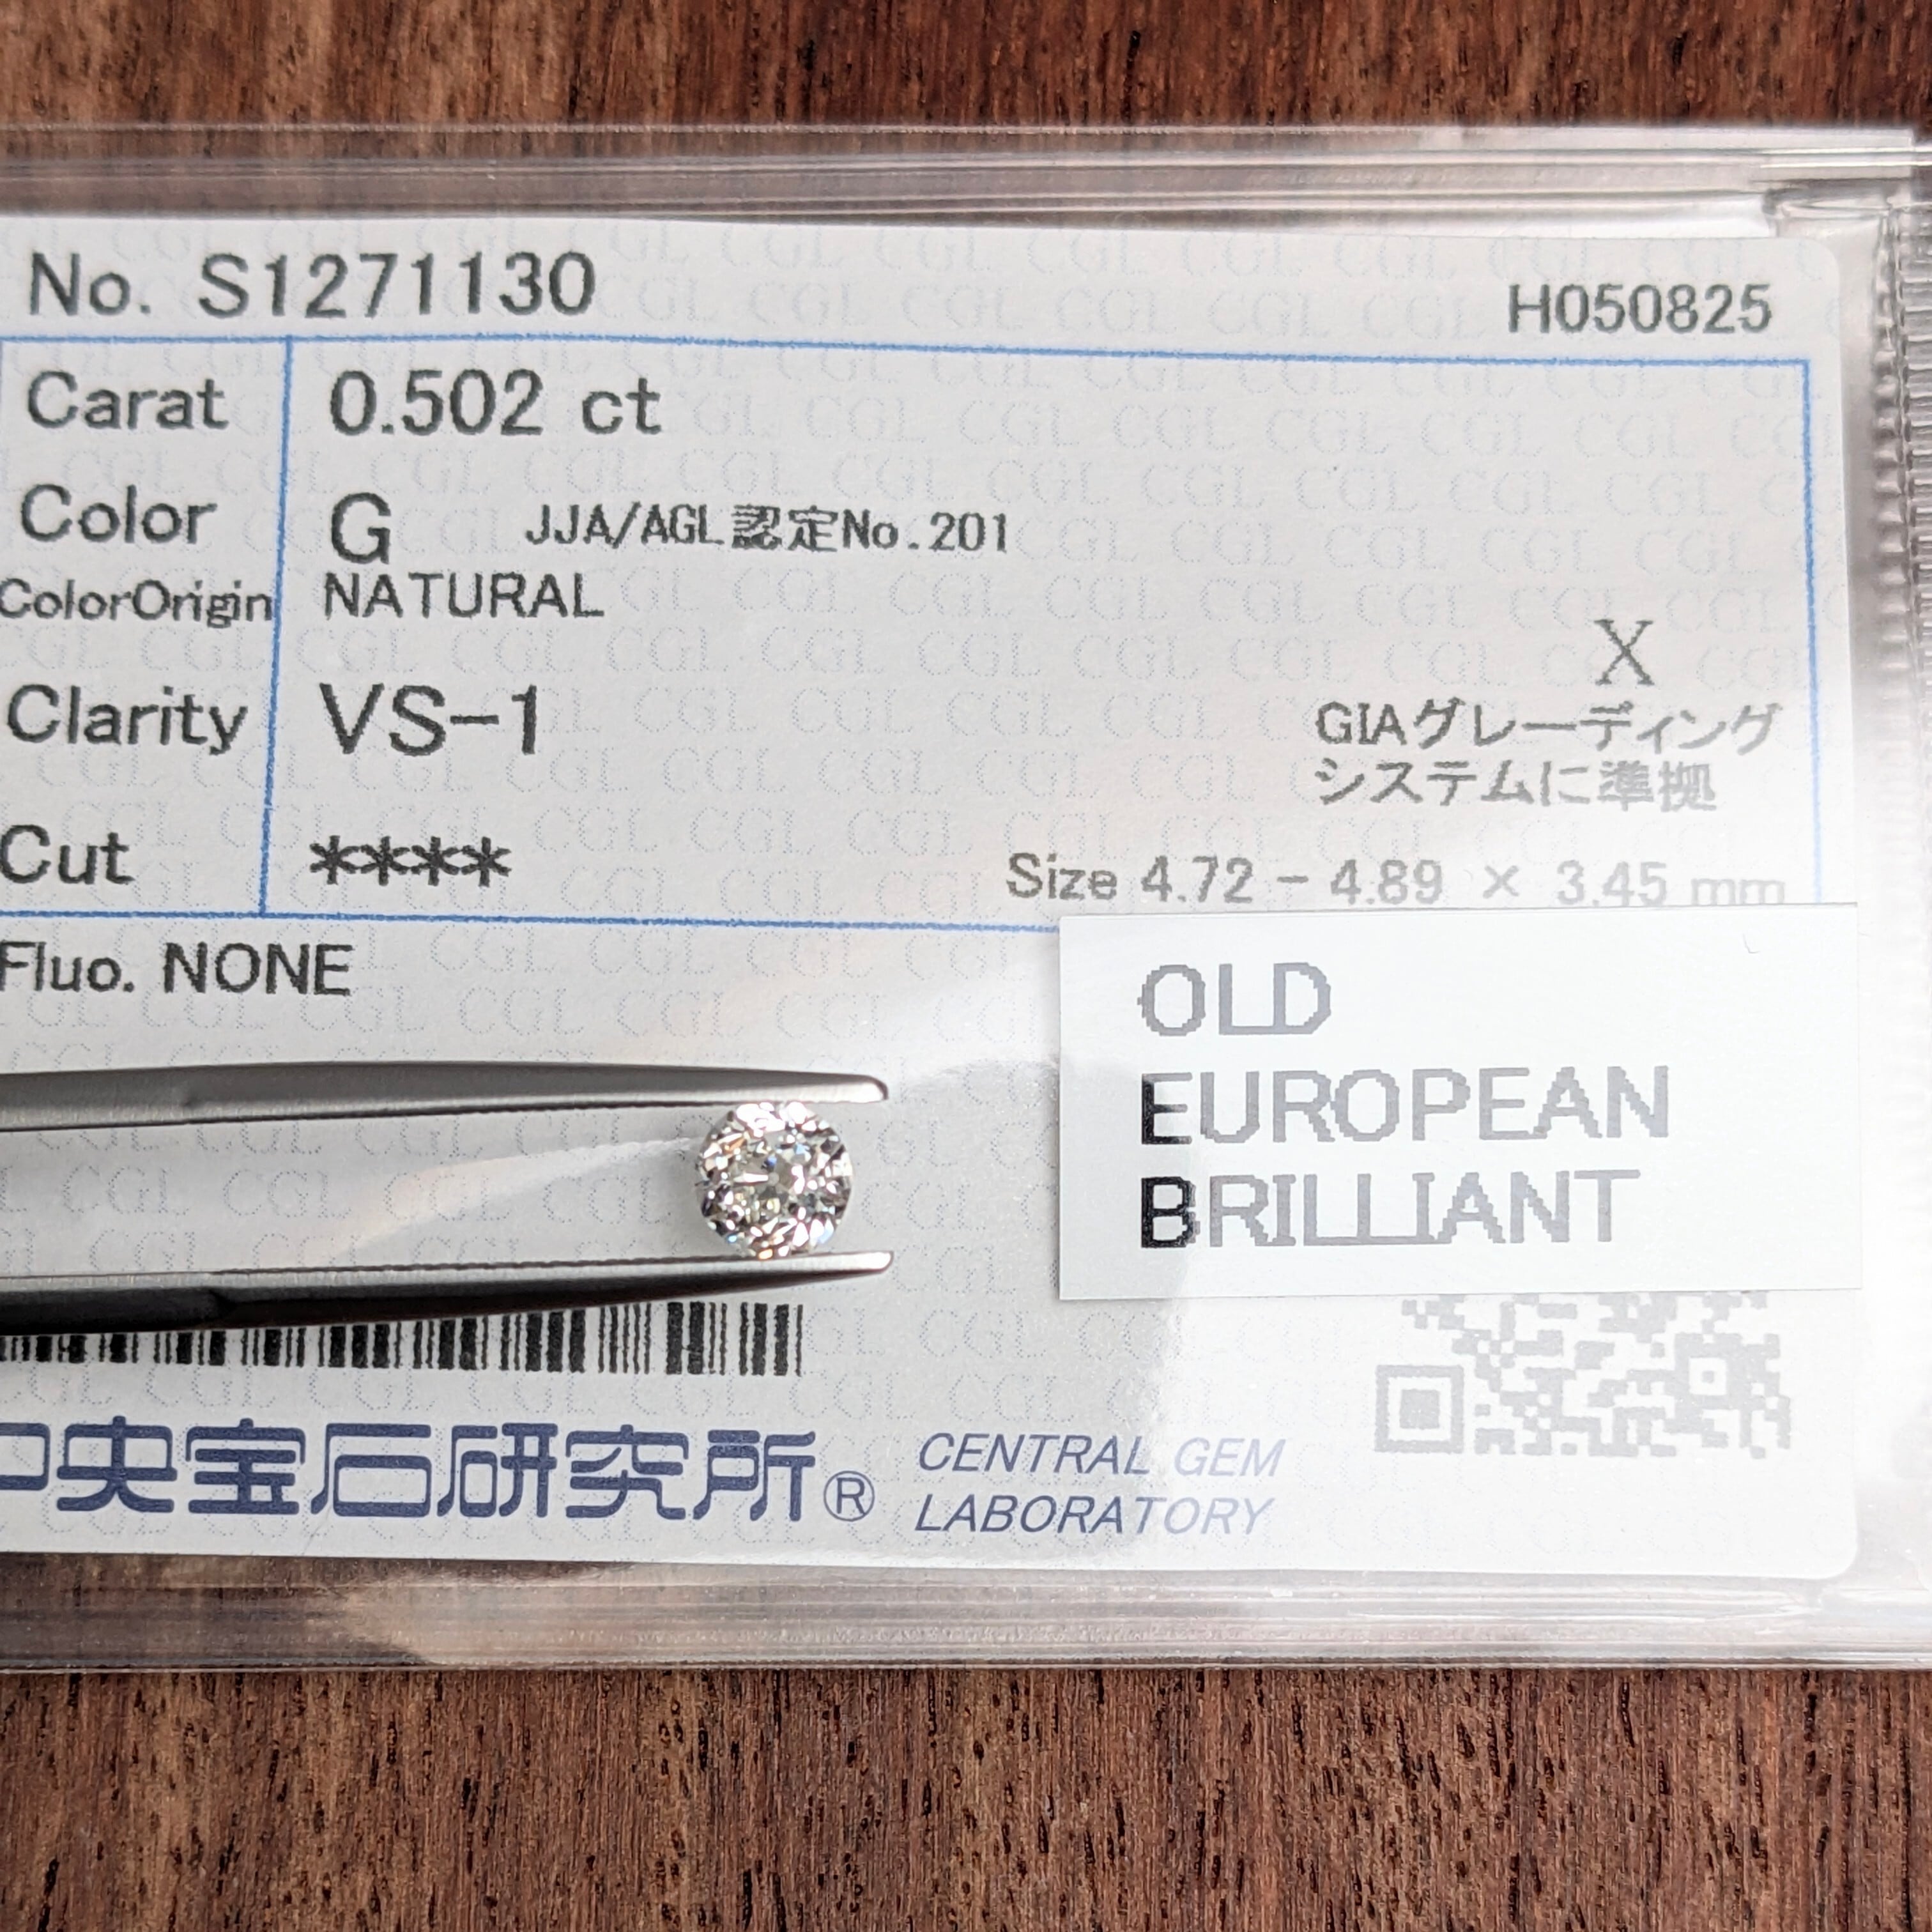 No. S1271130
H050825
Carat 0.502 ct
Color G JJA/AGL認定No.201
ColorOrigin NATURAL
X
Clarity VS-1
GIAグレーディング
システムに準拠
Cut ****
Size 4.72 - 4.89 × 3.45 mm
Fluo. NONE
OLD
EUROPEAN
BRILLIANT
中央宝石研究所®
CENTRAL GEM
LABORATORY